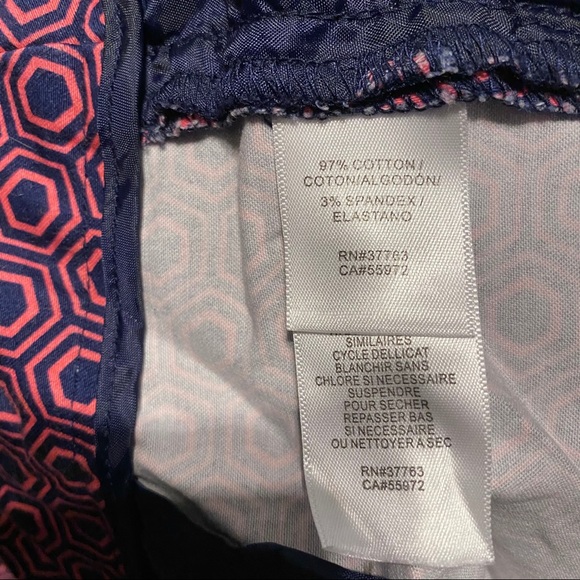 97% COTTON/
COTON/ALGODÓN/
3% SPANDEX/
ELASTANO
RN#37763
CA#55972
SIMILAIRES
CYCLE DELLICAT
BLANCHIR SANS
CHLORE SI NECESSAIRE
SUSPENDRE
POUR SECHER
REPASSER BAS
SI NECESSAIRE
OU NETTOYER A SEC
RN#37763
CA#55972